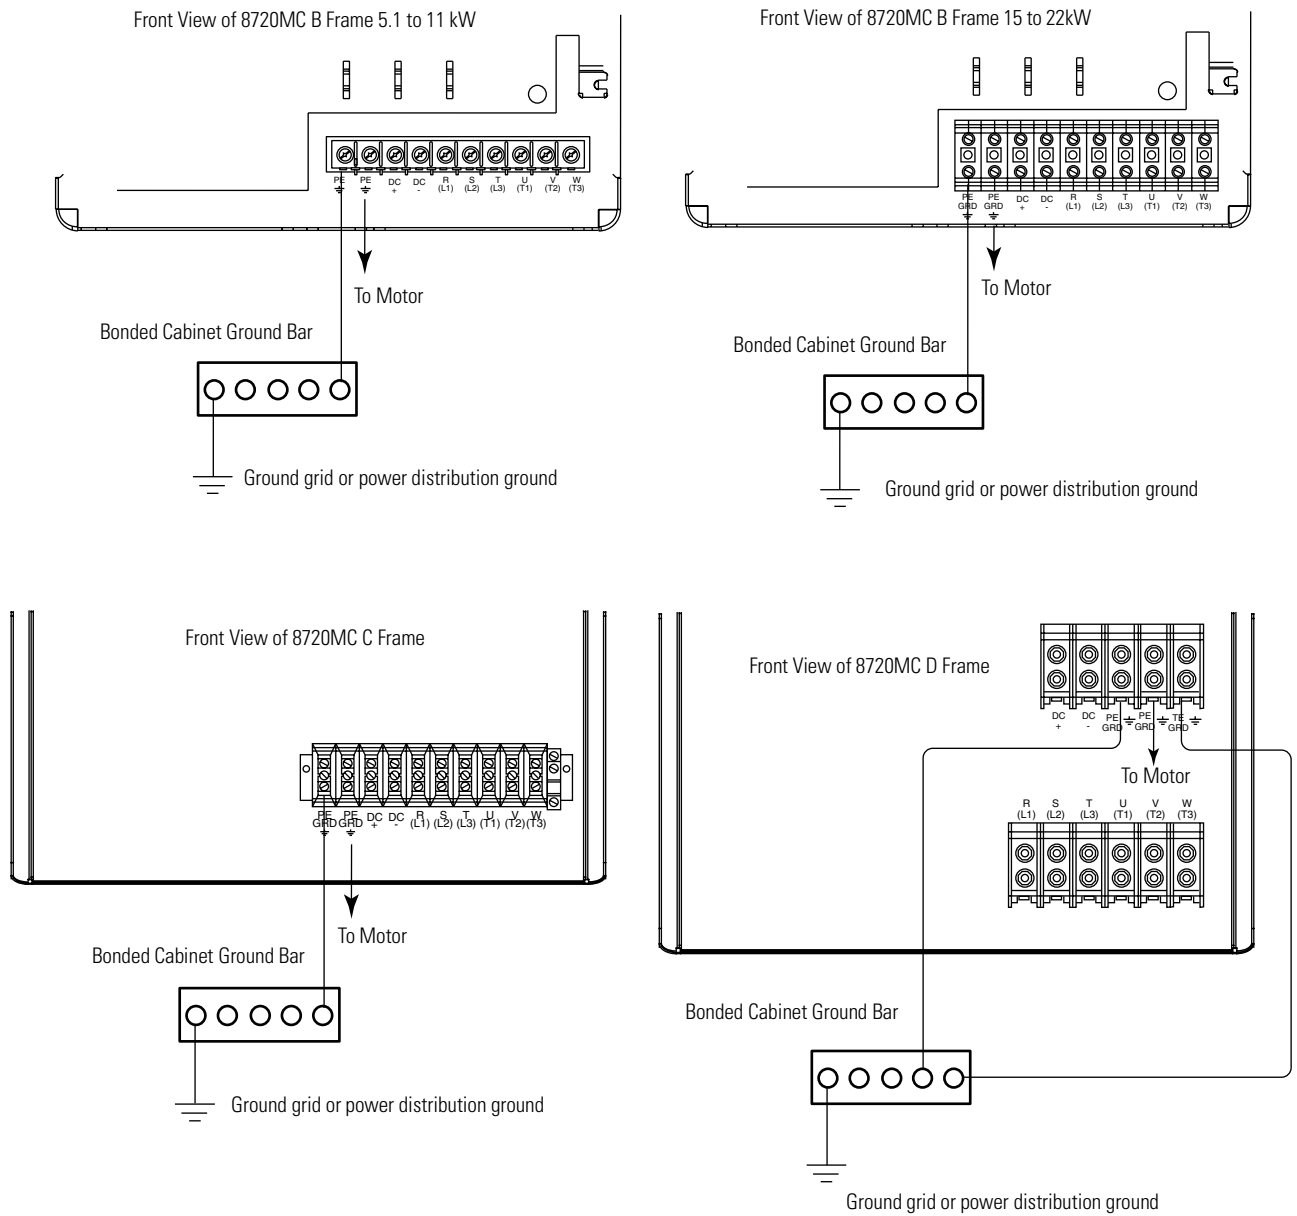 Front View of 8720MC B Frame 5.1 to 11 kW
PE PE DC + DC - R (L1) S (L2) T (L3) U (T1) V (T2) W (T3)
To Motor
Bonded Cabinet Ground Bar
Ground grid or power distribution ground
Front View of 8720MC B Frame 15 to 22kW
PE GRD PE GRD DC + DC - R (L1) S (L2) T (L3) U (T1) V (T2) W (T3)
To Motor
Bonded Cabinet Ground Bar
Ground grid or power distribution ground
Front View of 8720MC C Frame
PE GRD PE GRD DC + DC - R (L1) S (L2) T (L3) U (T1) V (T2) W (T3)
To Motor
Bonded Cabinet Ground Bar
Ground grid or power distribution ground
Front View of 8720MC D Frame
DC + DC - PE GRD PE GRD TE GRD
To Motor
R (L1) S (L2) T (L3) U (T1) V (T2) W (T3)
Bonded Cabinet Ground Bar
Ground grid or power distribution ground